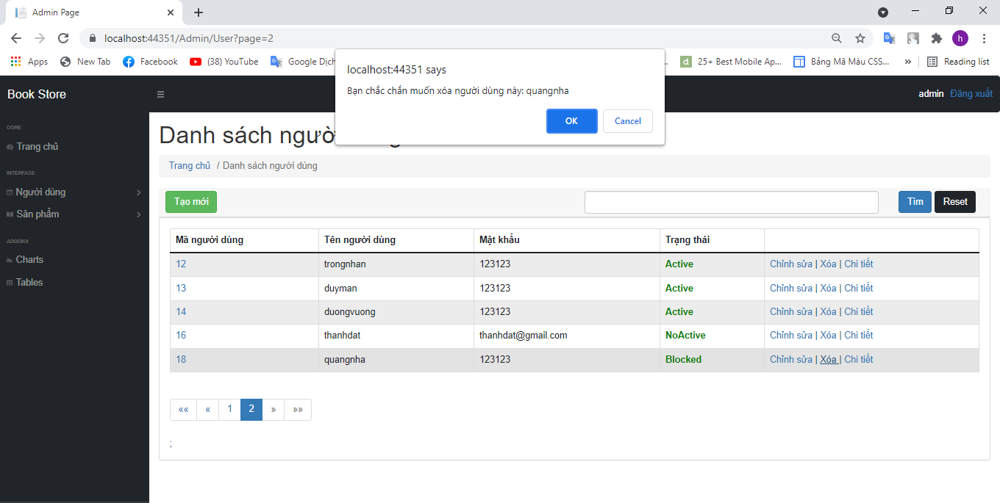 Admin Page
localhost:44351/Admin/User?page=2
h
Apps New Tab Facebook (38) YouTube Google Dịch d 25+ Best Mobile Ap... Bảng Mã Màu CSS... » Reading list
localhost:44351 says
Bạn chắc chắn muốn xóa người dùng này: quangnha
OK Cancel
Book Store admin Đăng xuất
CORE
Trang chủ
INTERFACE
Người dùng
Sản phẩm
ADDONS
Charts
Tables
Danh sách người
Trang chủ / Danh sách người dùng
Tạo mới Tìm Reset
Mã người dùng Tên người dùng Mật khẩu Trạng thái
12 trongnhan 123123 Active Chỉnh sửa | Xóa | Chi tiết
13 duyman 123123 Active Chỉnh sửa | Xóa | Chi tiết
14 duongvuong 123123 Active Chỉnh sửa | Xóa | Chi tiết
16 thanhdat thanhdat@gmail.com NoActive Chỉnh sửa | Xóa | Chi tiết
18 quangnha 123123 Blocked Chỉnh sửa | Xóa | Chi tiết
«« « 1 2 » »»
;